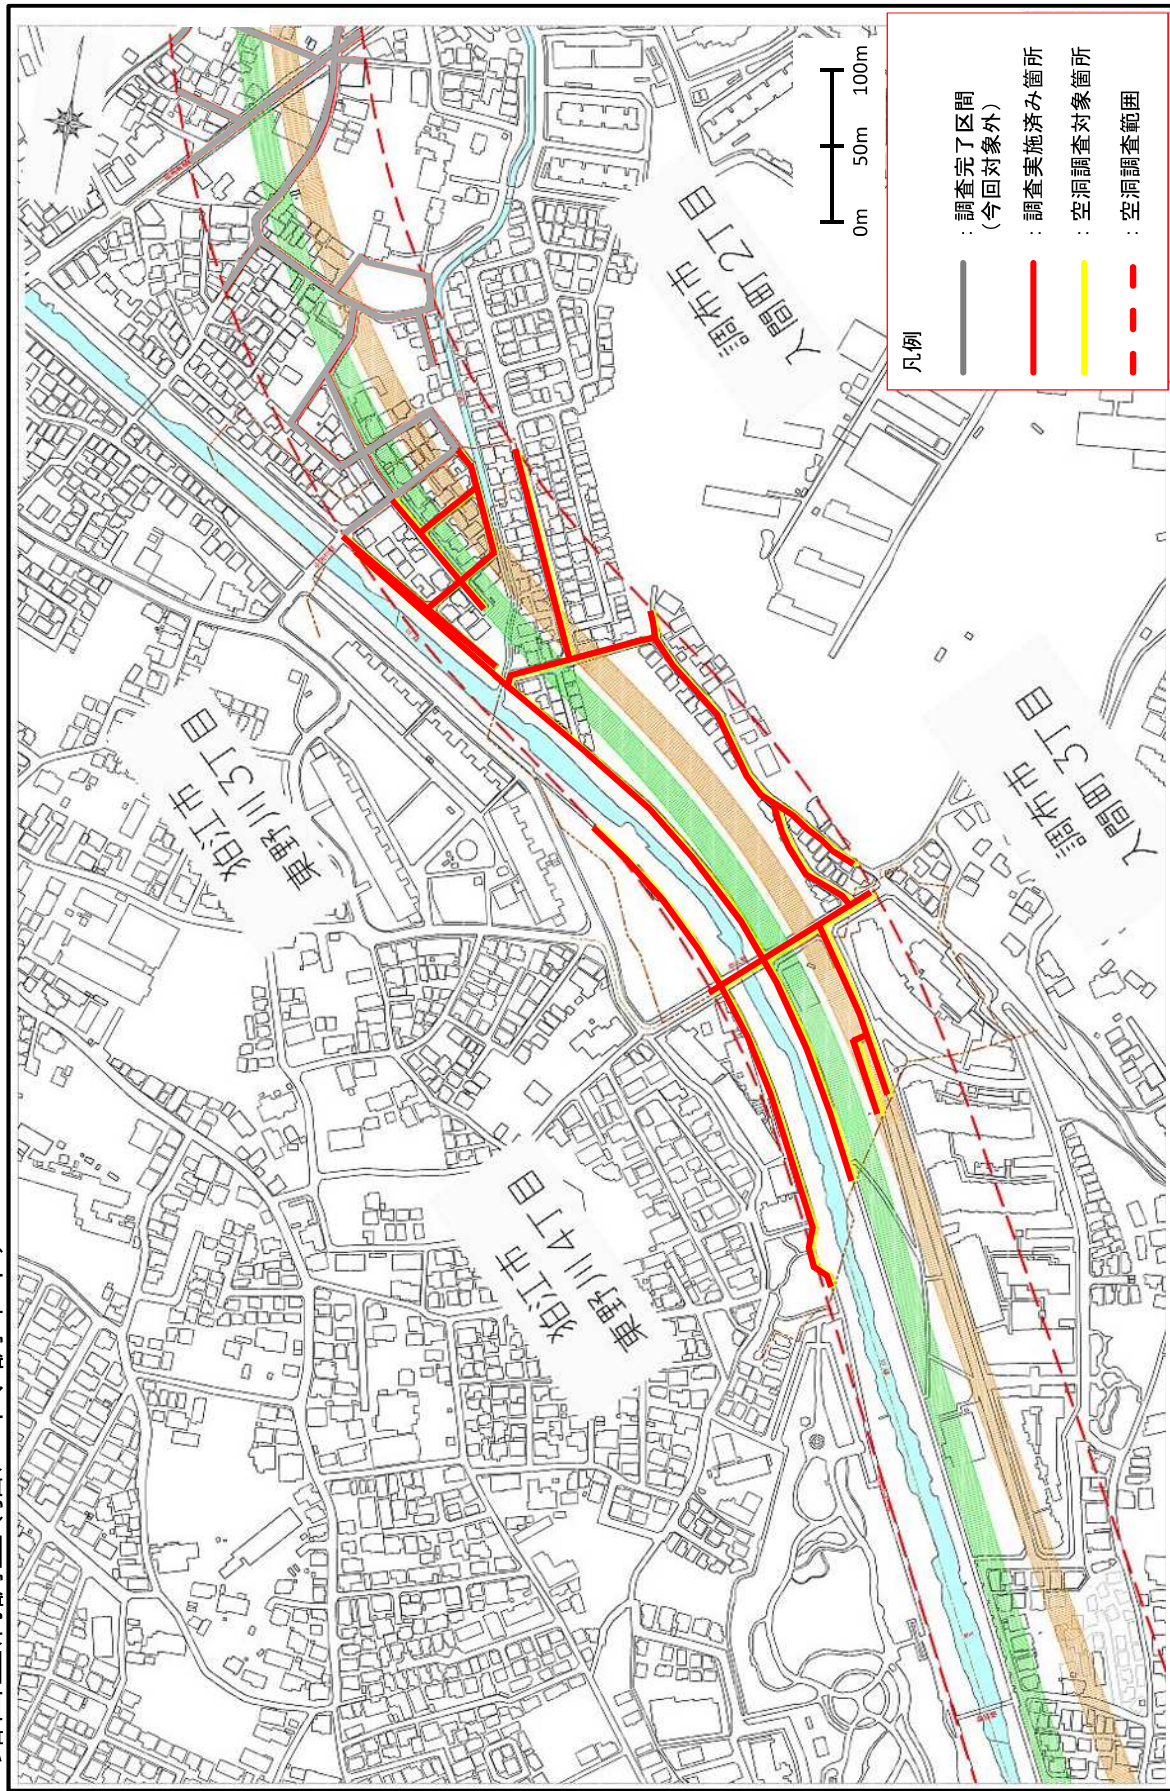 狛江市
東野川3丁目
狛江市
東野川4丁目
調布市
入間町2丁目
調布市
入間町3丁目
0m
50m
100m
凡例
：調査完了区間
（今回対象外）
：調査実施済み箇所
：空洞調査対象箇所
：空洞調査範囲